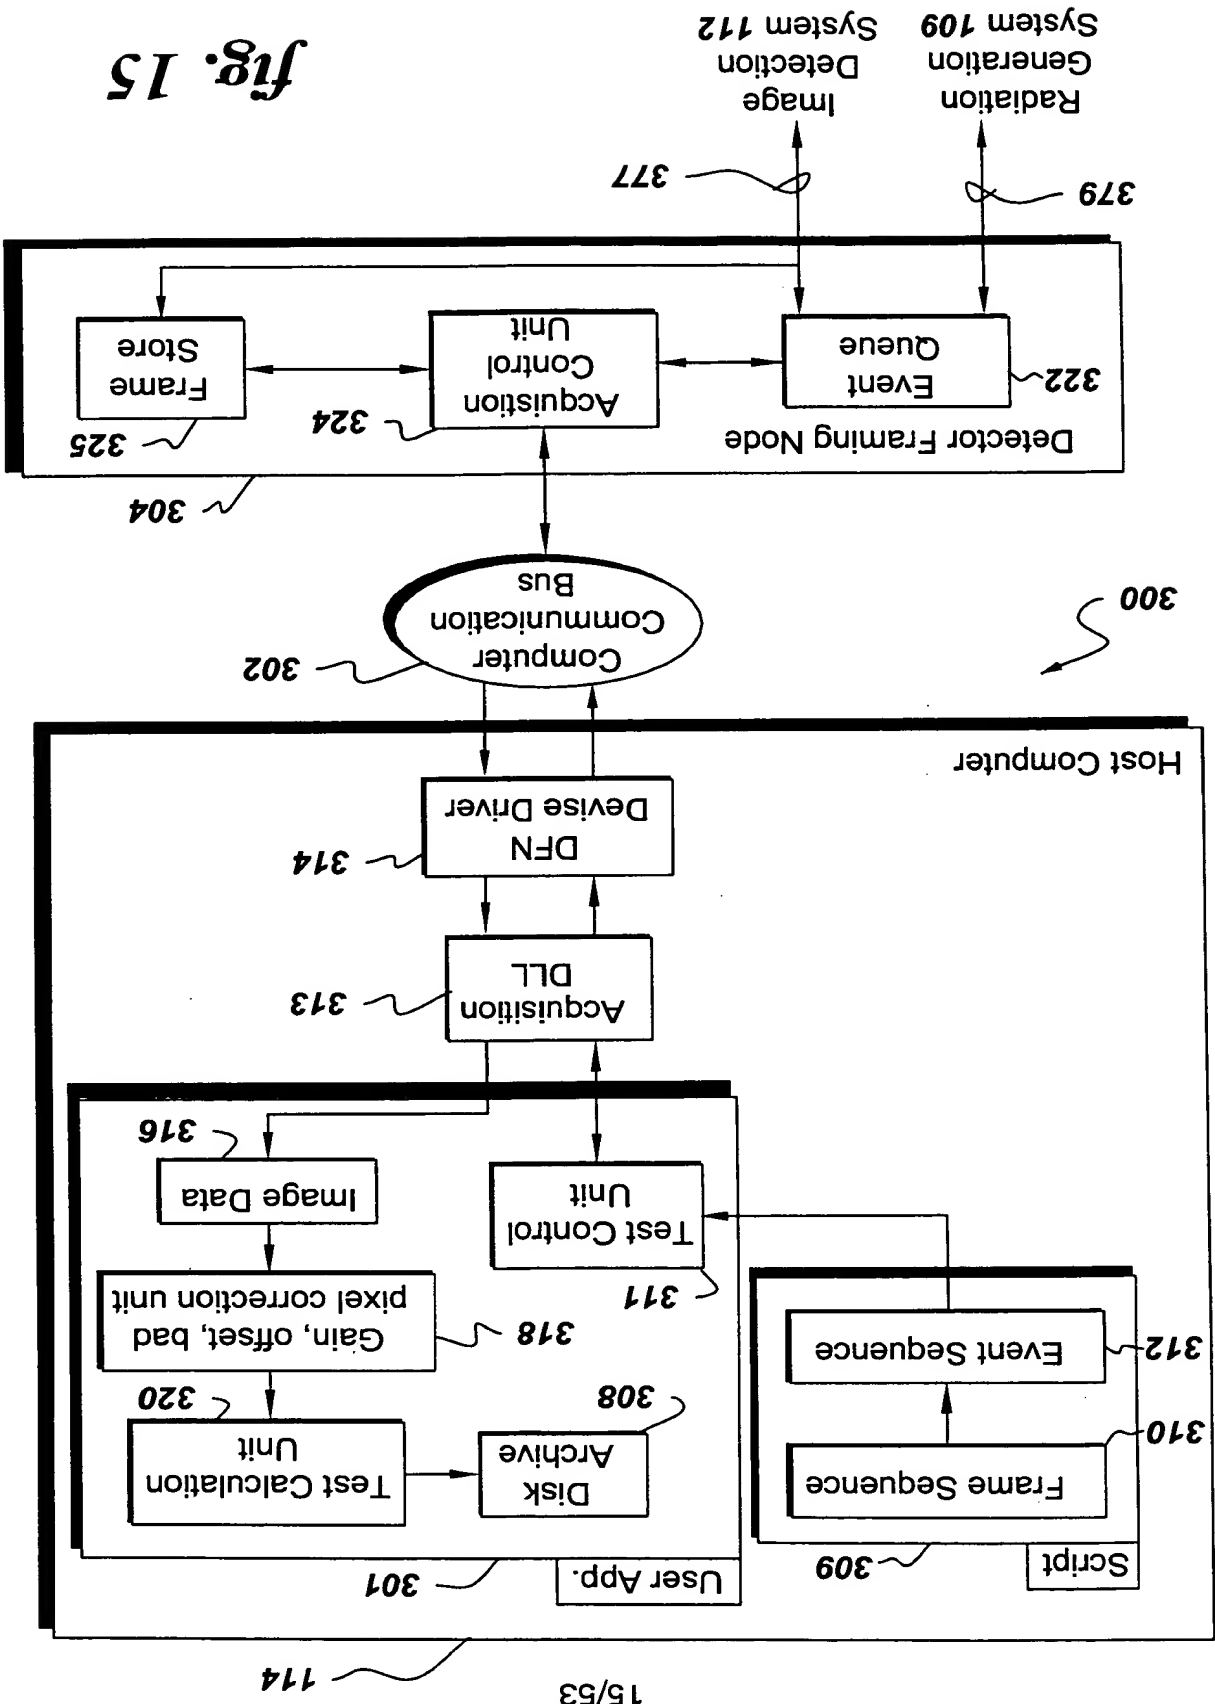 15/53
114
Script
309
Frame Sequence
310
Event Sequence
312
User App.
301
Disk
Archive
308
Test Calculation
Unit
320
Gain, offset, bad
pixel correction unit
318
Test Control
Unit
311
Image Data
316
Acquisition
DLL
313
DFN
Devise Driver
314
Host Computer
300
Computer
Communication
Bus
302
304
Detector Framing Node
Event
Queue
322
Acquistion
Control
Unit
324
Frame
Store
325
379
377
Radiation
Generation
System 109
Image
Detection
System 112
fig. 15